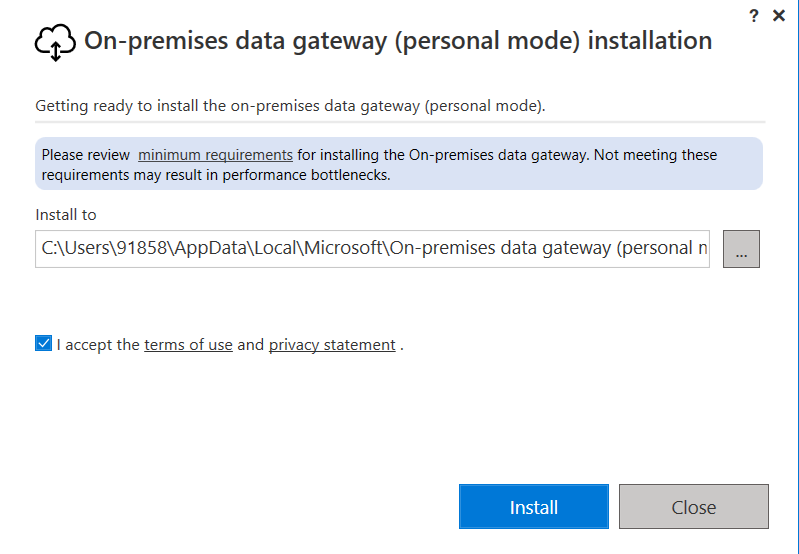 ? ×
On-premises data gateway (personal mode) installation
Getting ready to install the on-premises data gateway (personal mode).
Please review minimum requirements for installing the On-premises data gateway. Not meeting these
requirements may result in performance bottlenecks.
Install to
C:\Users\91858\AppData\Local\Microsoft\On-premises data gateway (personal m
...
I accept the terms of use and privacy statement .
Install Close